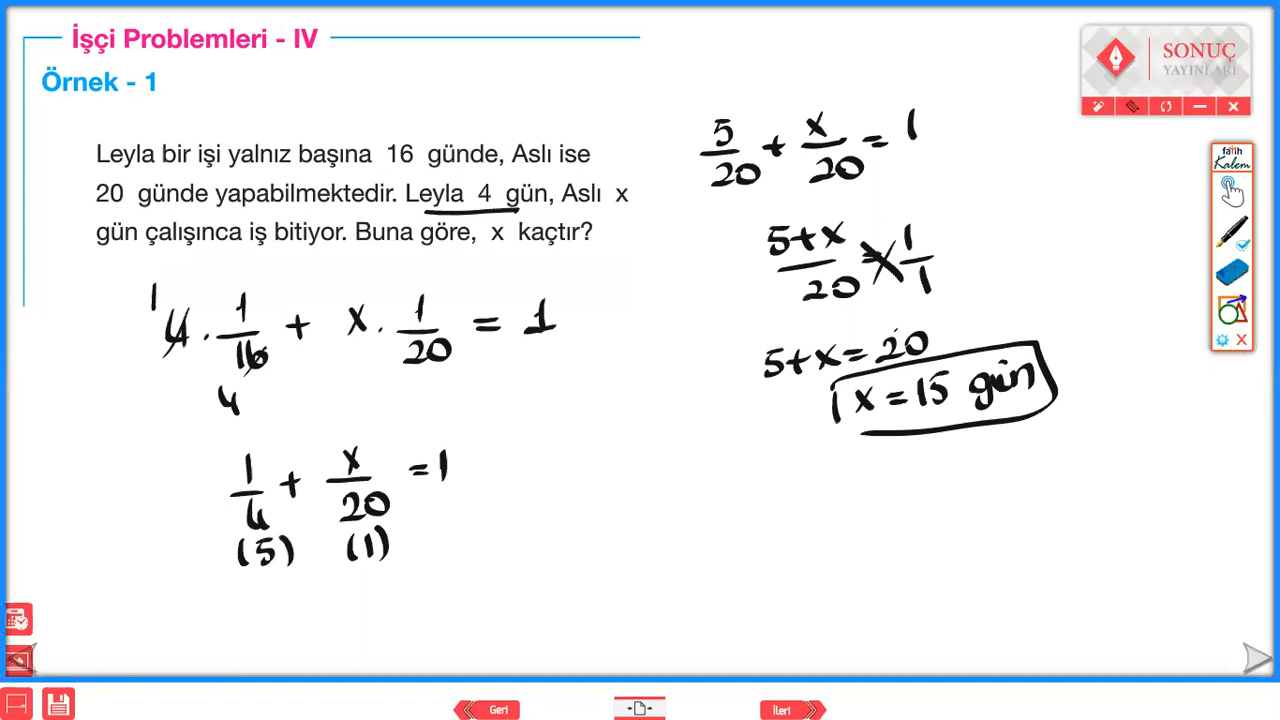 İşçi Problemleri - IV
Örnek - 1
Leyla bir işi yalnız başına 16 günde, Aslı ise
20 günde yapabilmektedir. Leyla 4 gün, Aslı x
gün çalışınca iş bitiyor. Buna göre, x kaçtır?
1
4 . 1/16 + x . 1/20 = 1
4
1/4 + x/20 = 1
(5) (1)
5/20 + x/20 = 1
5+x/20 = 1/1
5+x=20
x=15 gün
SONUÇ
YAYINLARI
fatih
Kalem
Geri
İleri